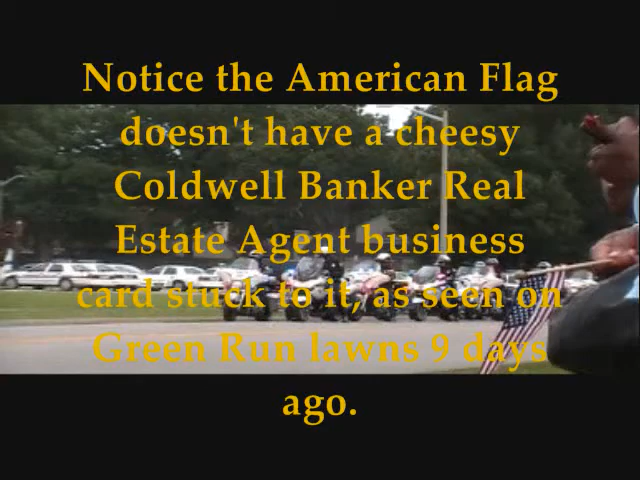 Notice the American Flag
doesn't have a cheesy
Coldwell Banker Real
Estate Agent business
card stuck to it, as seen on
Green Run lawns 9 days
ago.